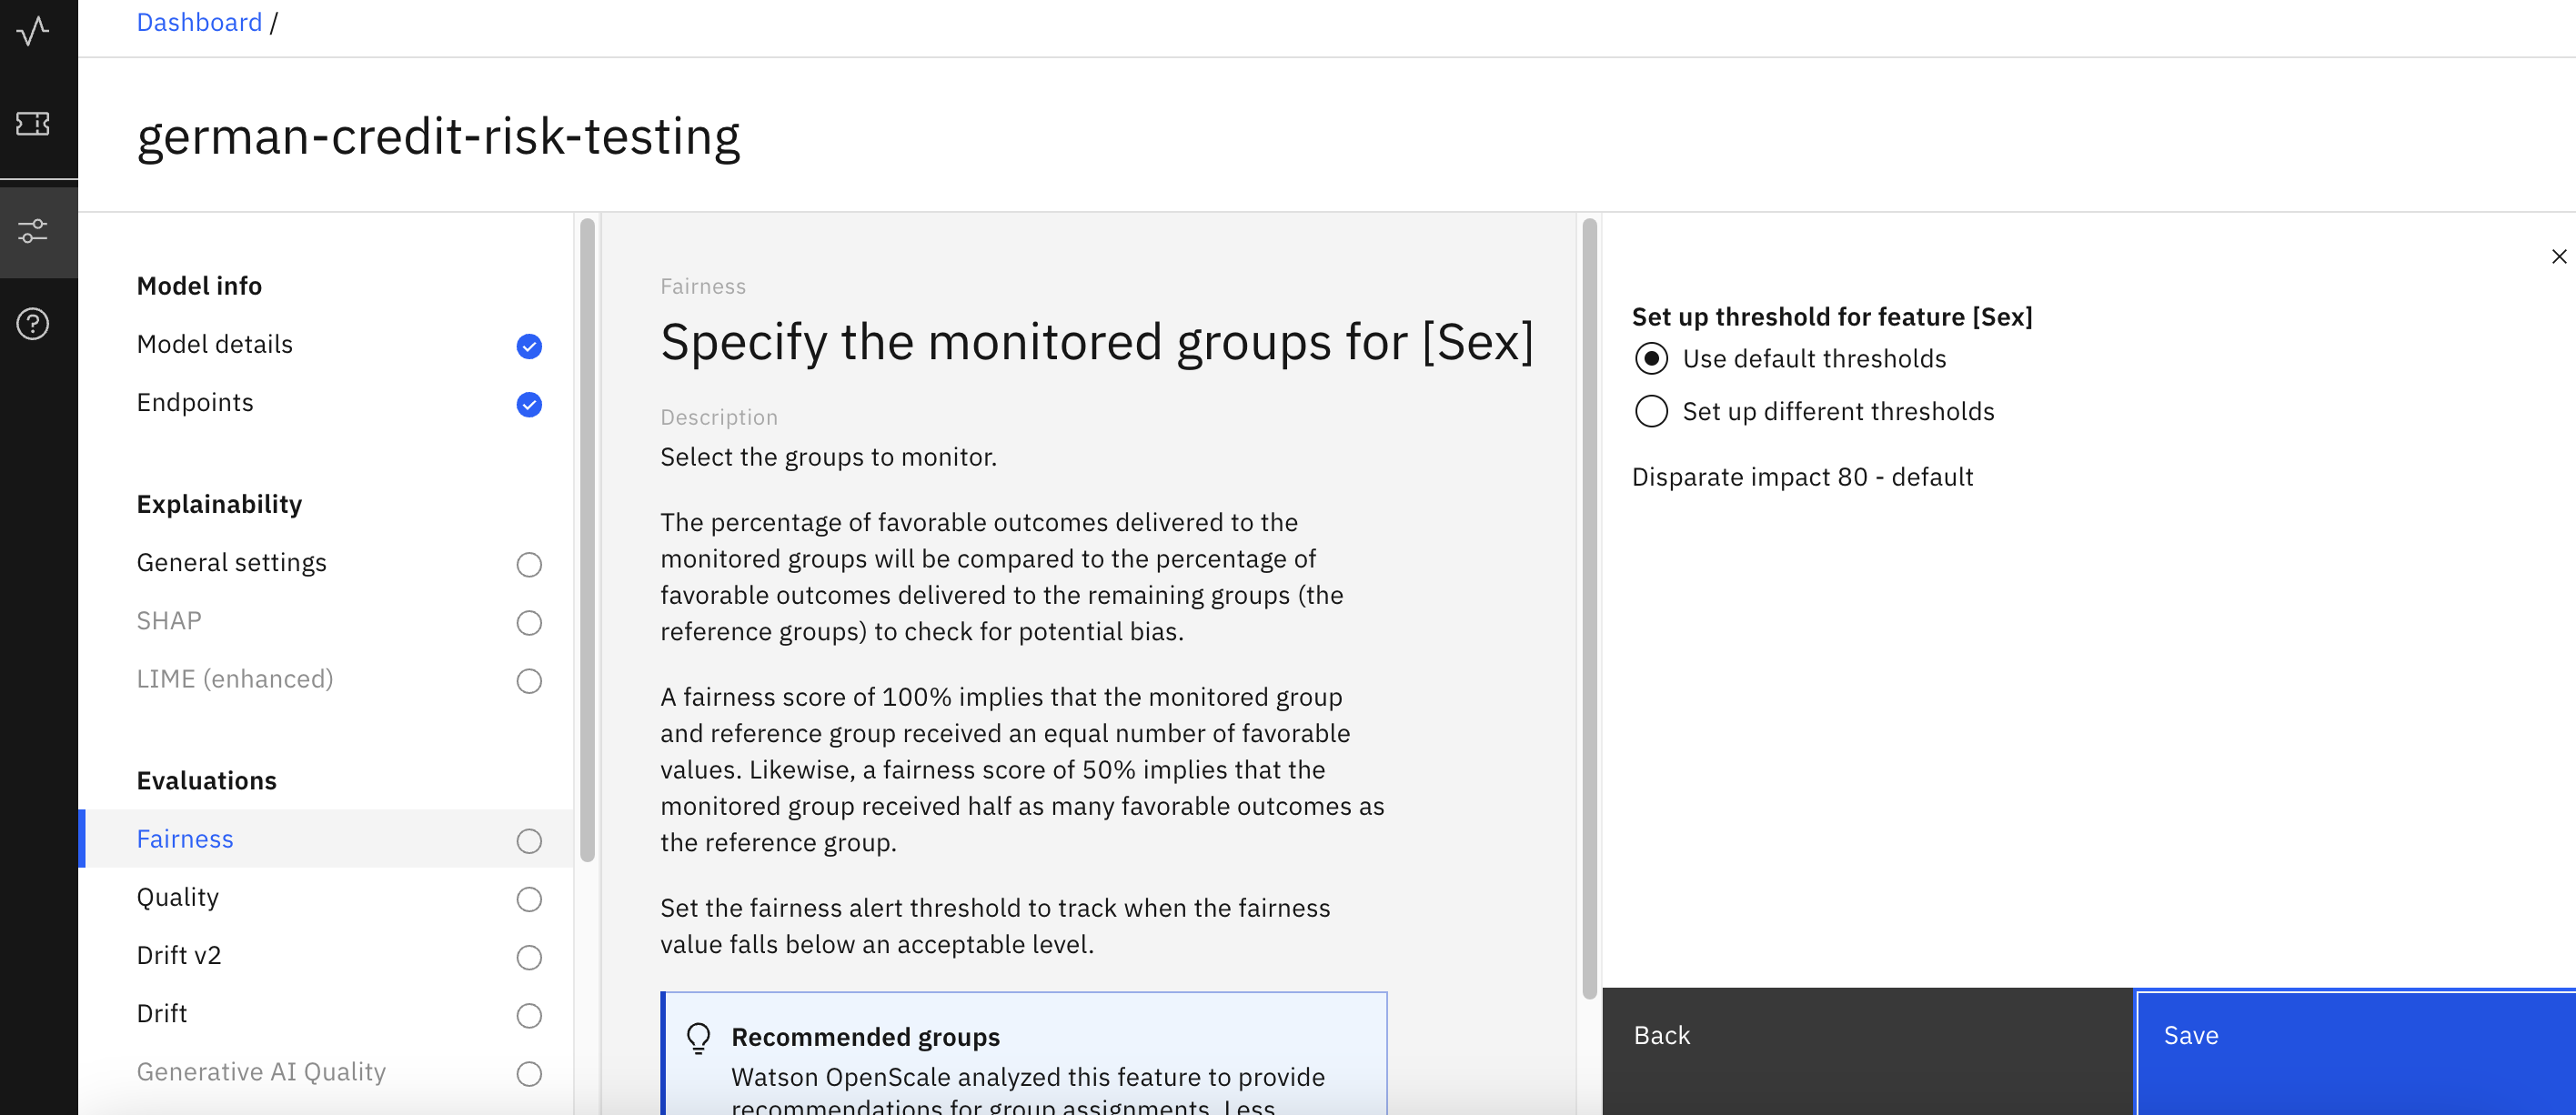 Dashboard /
german-credit-risk-testing
Model info
Model details
Endpoints
Explainability
General settings
SHAP
LIME (enhanced)
Evaluations
Fairness
Quality
Drift v2
Drift
Generative AI Quality
Fairness
Specify the monitored groups for [Sex]
Description
Select the groups to monitor.
The percentage of favorable outcomes delivered to the
monitored groups will be compared to the percentage of
favorable outcomes delivered to the remaining groups (the
reference groups) to check for potential bias.
A fairness score of 100% implies that the monitored group
and reference group received an equal number of favorable
values. Likewise, a fairness score of 50% implies that the
monitored group received half as many favorable outcomes as
the reference group.
Set the fairness alert threshold to track when the fairness
value falls below an acceptable level.
Recommended groups
Watson OpenScale analyzed this feature to provide
recommendations for group assignments. Less
Set up threshold for feature [Sex]
Use default thresholds
Set up different thresholds
Disparate impact 80 - default
Back
Save